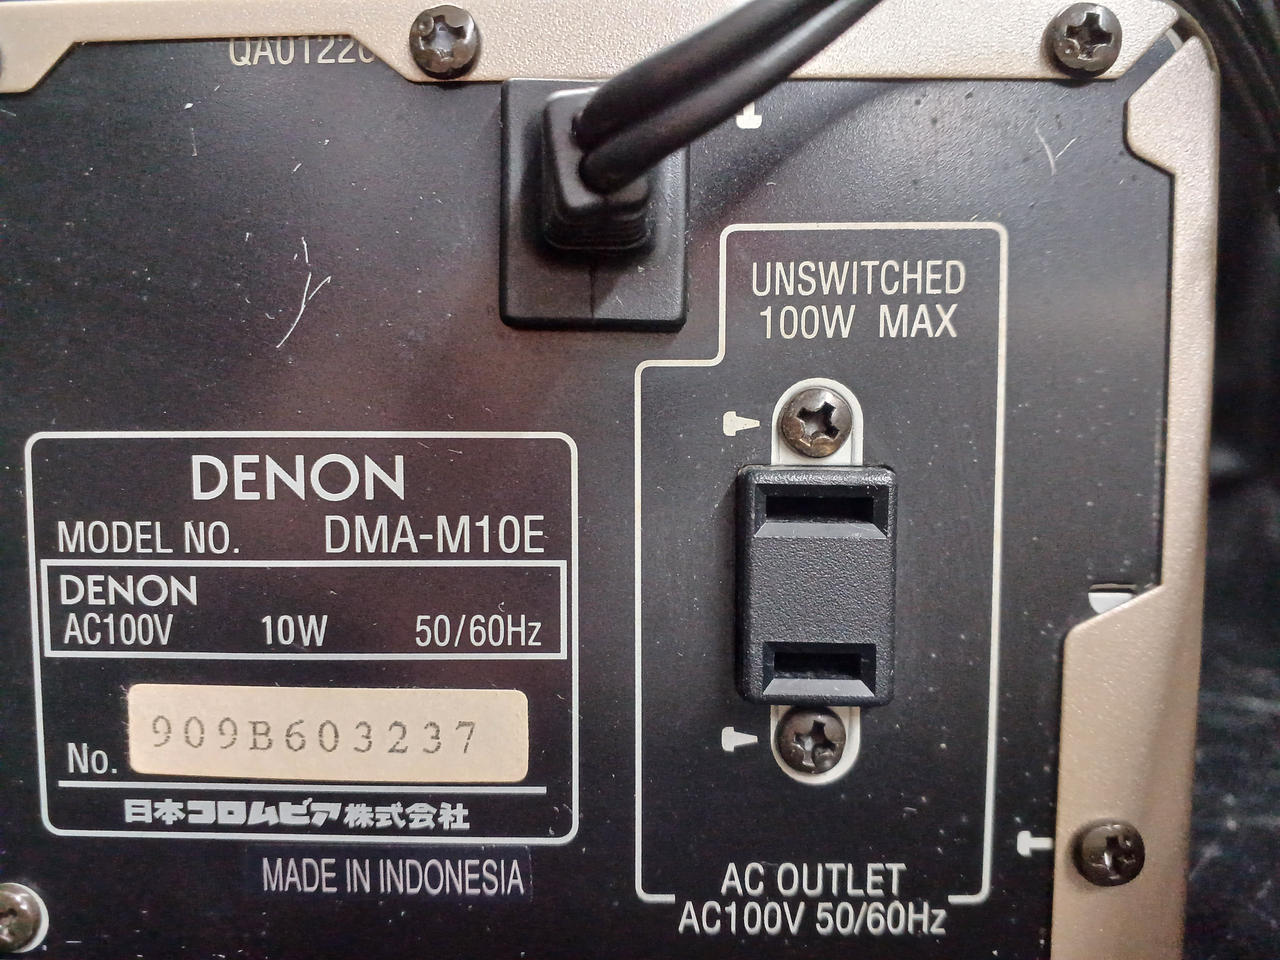 UNSWITCHED
100W MAX
DENON
MODEL NO. DMA-M10E
DENON
AC100V 10W 50/60Hz
No. 909B603237
日本コロムビア株式会社
MADE IN INDONESIA
AC OUTLET
AC100V 50/60Hz